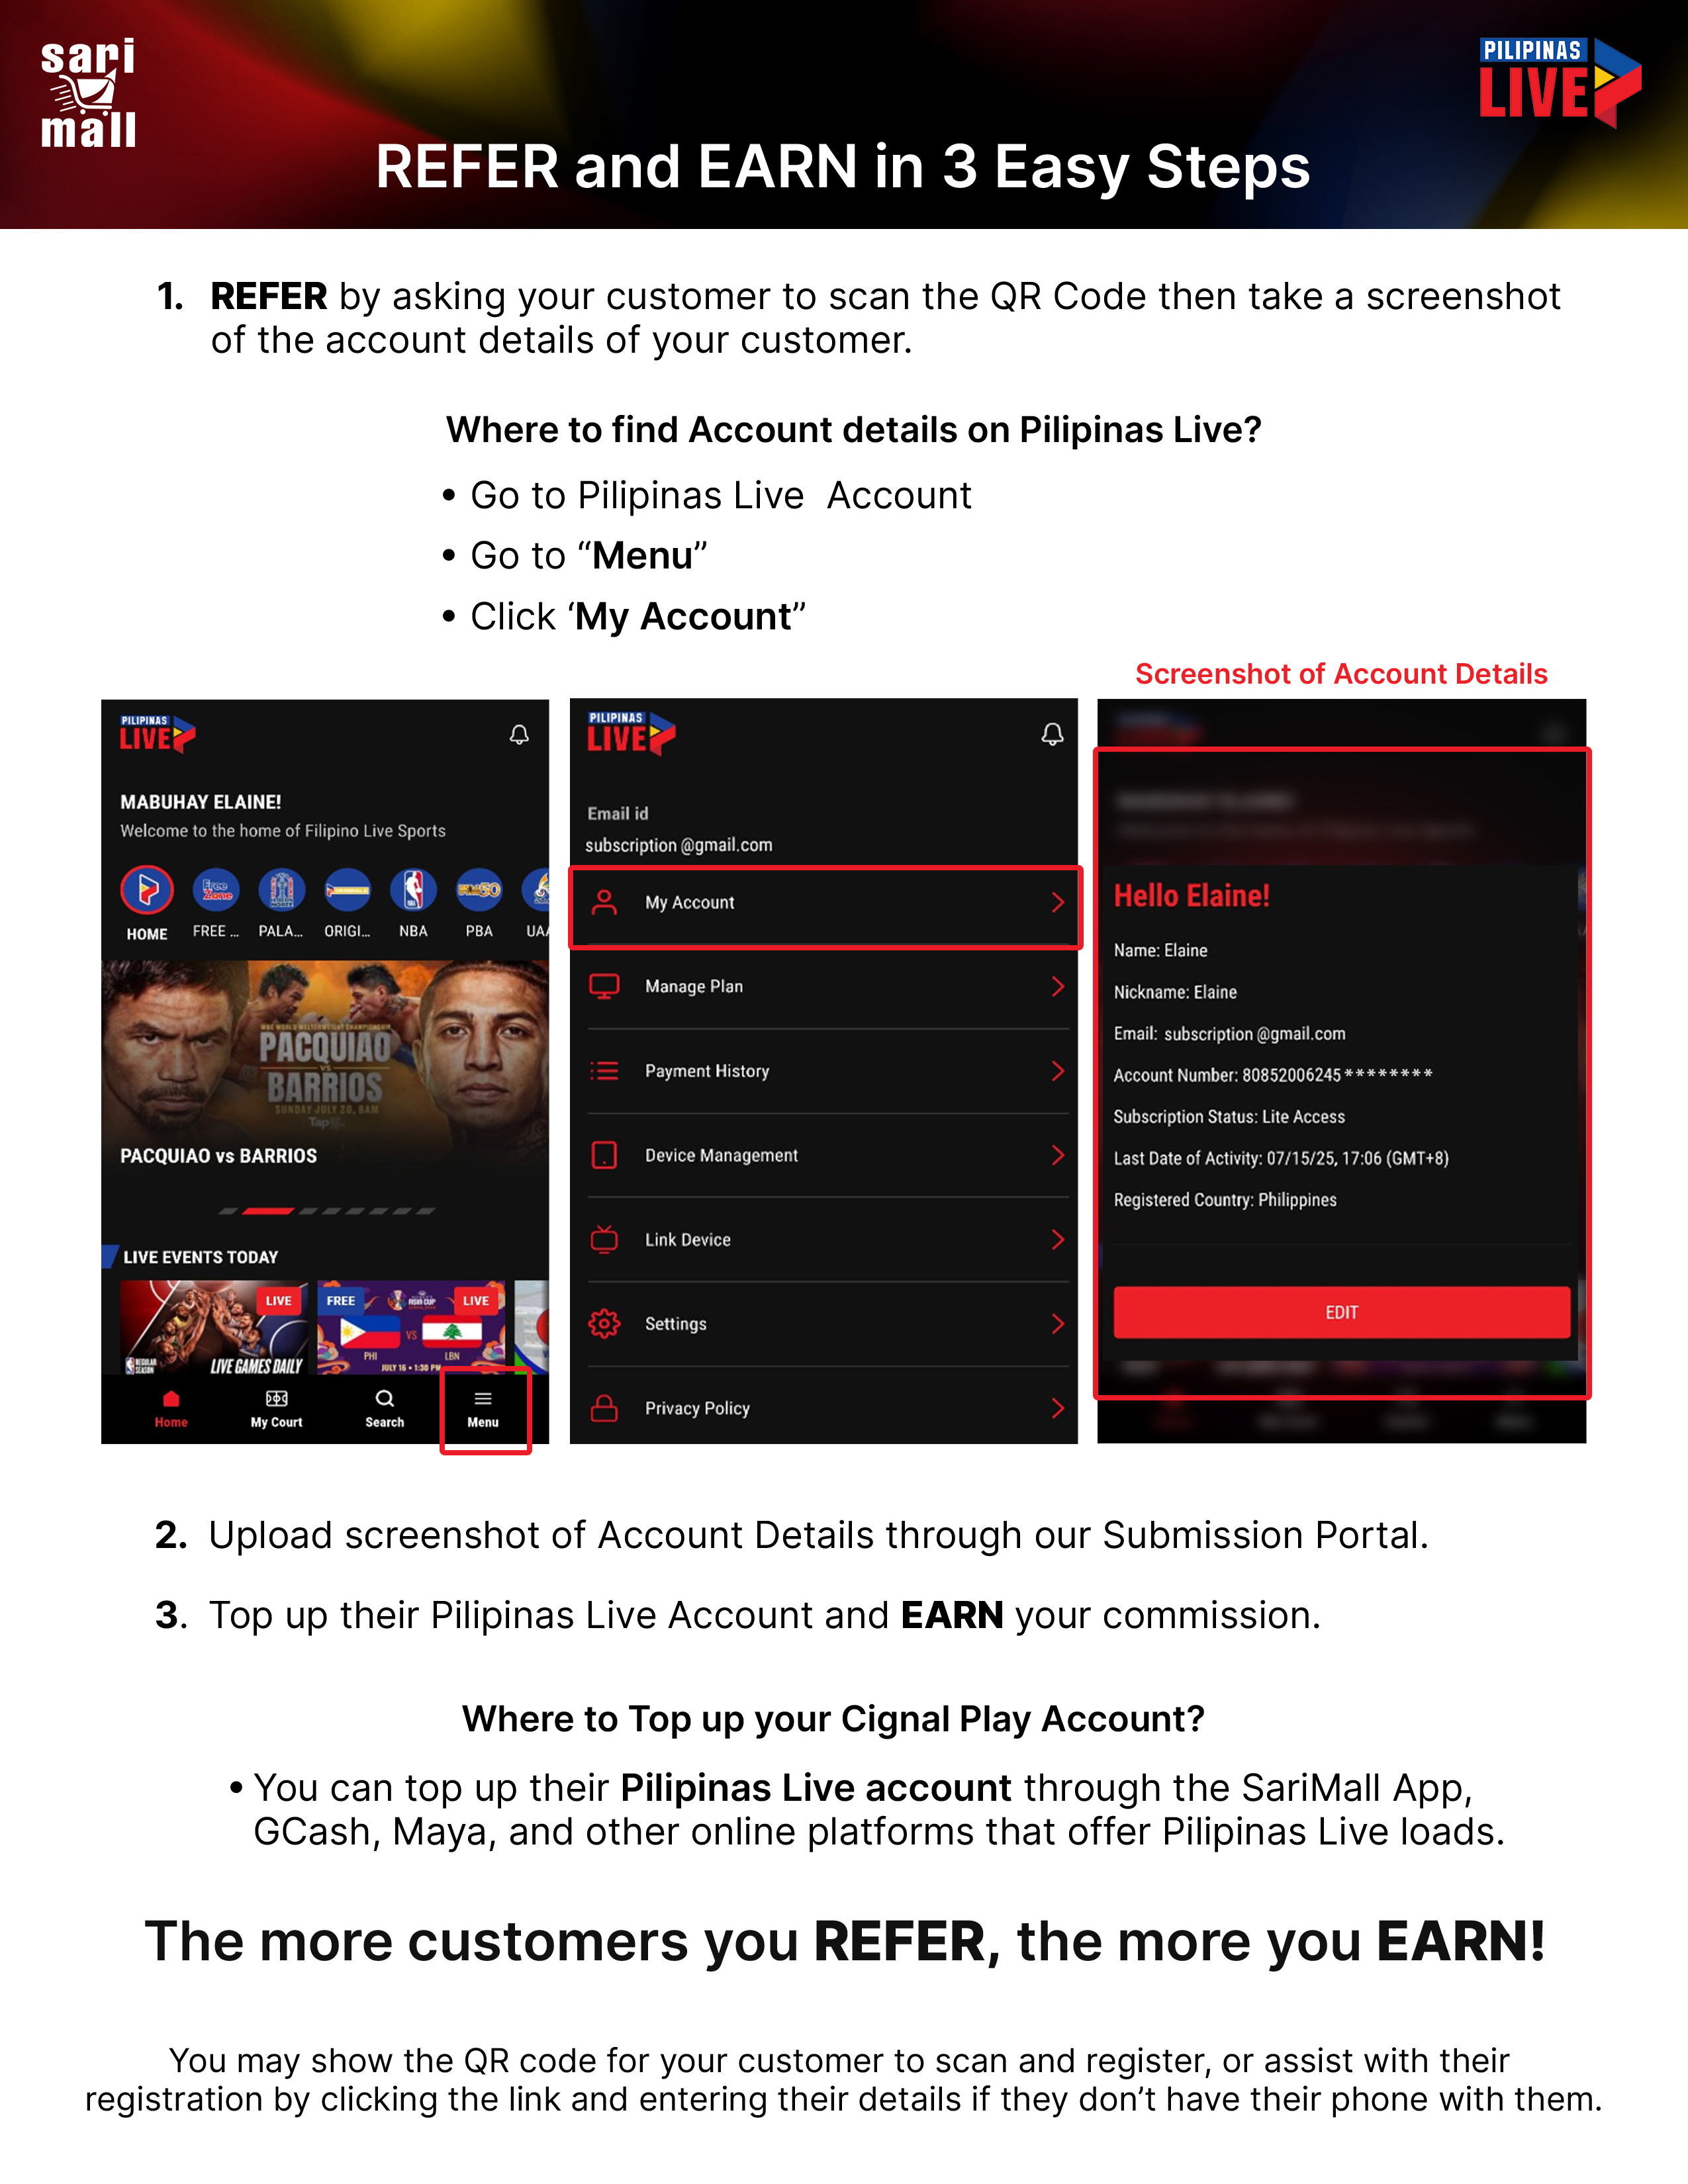 sari
mall
PILIPINAS
LIVE
REFER and EARN in 3 Easy Steps
1. REFER by asking your customer to scan the QR Code then take a screenshot
of the account details of your customer.
Where to find Account details on Pilipinas Live?
• Go to Pilipinas Live Account
• Go to “Menu”
• Click ‘My Account”
Screenshot of Account Details
PILIPINAS
LIVE
MABUHAY ELAINE!
Welcome to the home of Filipino Live Sports
Free
Zone
HOME
FREE ...
PALA...
ORIGI...
NBA
PBA
UAA
WBC WORLD WELTERWEIGHT CHAMPIONSHIP
PACQUIAO
VS
BARRIOS
SUNDAY JULY 20, 8AM
Tap
PACQUIAO vs BARRIOS
LIVE EVENTS TODAY
LIVE
REGULAR
SEASON
LIVE GAMES DAILY
FREE
ASIA CUP
LIVE
VS
PHI
LBN
JULY 16 • 1:30 PM
Home
My Court
Search
Menu
PILIPINAS
LIVE
Email id
subscription @gmail.com
My Account
Manage Plan
Payment History
Device Management
Link Device
Settings
Privacy Policy
Hello Elaine!
Name: Elaine
Nickname: Elaine
Email: subscription @gmail.com
Account Number: 80852006245********
Subscription Status: Lite Access
Last Date of Activity: 07/15/25, 17:06 (GMT+8)
Registered Country: Philippines
EDIT
2. Upload screenshot of Account Details through our Submission Portal.
3. Top up their Pilipinas Live Account and EARN your commission.
Where to Top up your Cignal Play Account?
• You can top up their Pilipinas Live account through the SariMall App,
GCash, Maya, and other online platforms that offer Pilipinas Live loads.
The more customers you REFER, the more you EARN!
You may show the QR code for your customer to scan and register, or assist with their
registration by clicking the link and entering their details if they don’t have their phone with them.